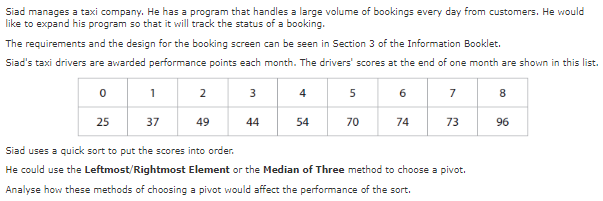 Siad manages a taxi company. He has a program that handles a large volume of bookings every day from customers. He would
like to expand his program so that it will track the status of a booking.
The requirements and the design for the booking screen can be seen in Section 3 of the Information Booklet.
Siad's taxi drivers are awarded performance points each month. The drivers' scores at the end of one month are shown in this list.
0 1 2 3 4 5 6 7 8
25 37 49 44 54 70 74 73 96
Siad uses a quick sort to put the scores into order.
He could use the Leftmost/Rightmost Element or the Median of Three method to choose a pivot.
Analyse how these methods of choosing a pivot would affect the performance of the sort.